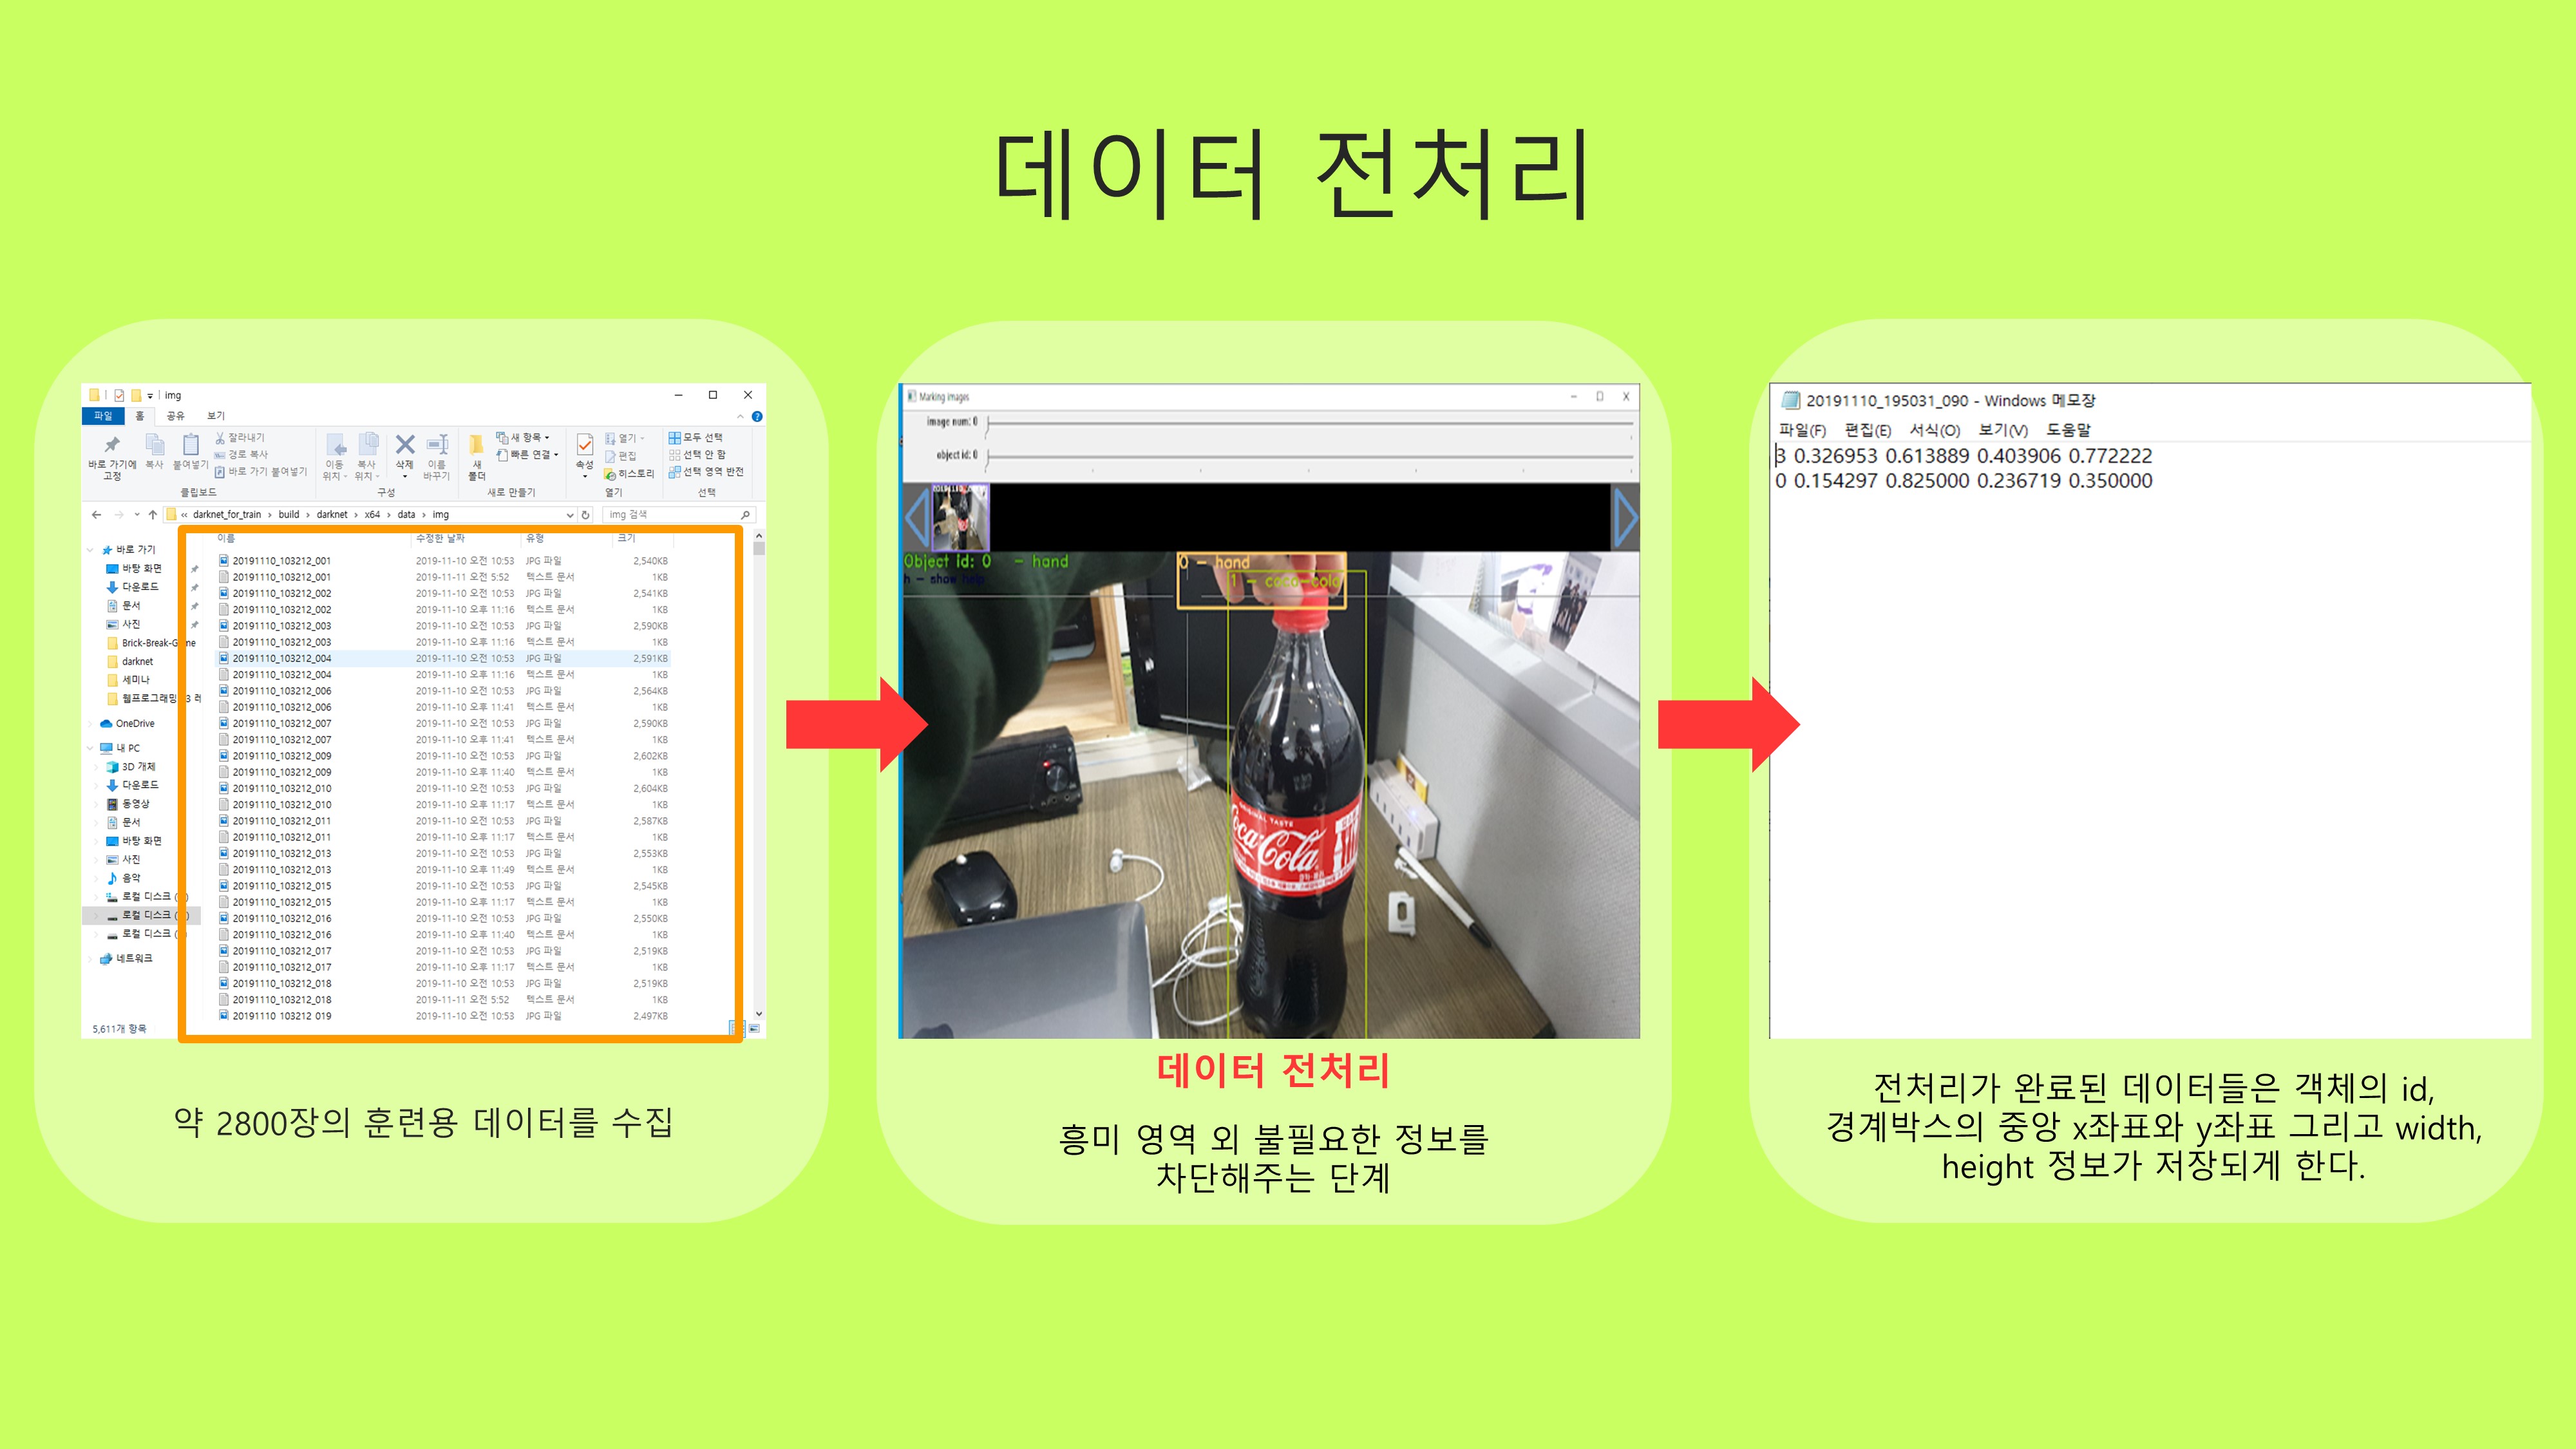 데이터 전처리
img
파일 홈 공유 보기
바로 가기에 고정
복사
붙여넣기
잘라내기
경로 복사
바로 가기 붙여넣기
이동 위치
복사 위치
삭제
이름 바꾸기
새 폴더
새 항목
빠른 연결
속성
열기
편집
히스토리
모두 선택
선택 안 함
선택 영역 반전
클립보드 구성 새로 만들기 열기 선택
« darknet_for_train › build › darknet › x64 › data › img
img 검색
바로 가기
바탕 화면
다운로드
문서
사진
Brick-Break-G
darknet
세미나
웹프로그래밍
OneDrive
내 PC
3D 개체
다운로드
동영상
문서
바탕 화면
사진
음악
로컬 디스크 (
로컬 디스크 (
로컬 디스크 (
네트워크
5,611개 항목
이름 수정한 날짜 유형 크기
20191110_103212_001 2019-11-10 오전 10:53 JPG 파일 2,540KB
20191110_103212_001 2019-11-11 오전 5:52 텍스트 문서 1KB
20191110_103212_002 2019-11-10 오전 10:53 JPG 파일 2,541KB
20191110_103212_002 2019-11-10 오후 11:16 텍스트 문서 1KB
20191110_103212_003 2019-11-10 오전 10:53 JPG 파일 2,590KB
20191110_103212_003 2019-11-10 오후 11:16 텍스트 문서 1KB
20191110_103212_004 2019-11-10 오전 10:53 JPG 파일 2,591KB
20191110_103212_004 2019-11-10 오후 11:16 텍스트 문서 1KB
20191110_103212_006 2019-11-10 오전 10:53 JPG 파일 2,564KB
20191110_103212_006 2019-11-10 오후 11:41 텍스트 문서 1KB
20191110_103212_007 2019-11-10 오전 10:53 JPG 파일 2,590KB
20191110_103212_007 2019-11-10 오후 11:41 텍스트 문서 1KB
20191110_103212_009 2019-11-10 오전 10:53 JPG 파일 2,602KB
20191110_103212_009 2019-11-10 오후 11:40 텍스트 문서 1KB
20191110_103212_010 2019-11-10 오전 10:53 JPG 파일 2,604KB
20191110_103212_010 2019-11-10 오후 11:17 텍스트 문서 1KB
20191110_103212_011 2019-11-10 오전 10:53 JPG 파일 2,587KB
20191110_103212_011 2019-11-10 오후 11:17 텍스트 문서 1KB
20191110_103212_013 2019-11-10 오전 10:53 JPG 파일 2,553KB
20191110_103212_013 2019-11-10 오후 11:49 텍스트 문서 1KB
20191110_103212_015 2019-11-10 오전 10:53 JPG 파일 2,545KB
20191110_103212_015 2019-11-10 오후 11:17 텍스트 문서 1KB
20191110_103212_016 2019-11-10 오전 10:53 JPG 파일 2,550KB
20191110_103212_016 2019-11-10 오후 11:40 텍스트 문서 1KB
20191110_103212_017 2019-11-10 오전 10:53 JPG 파일 2,519KB
20191110_103212_017 2019-11-10 오후 11:17 텍스트 문서 1KB
20191110_103212_018 2019-11-10 오전 10:53 JPG 파일 2,519KB
20191110_103212_018 2019-11-11 오전 5:52 텍스트 문서 1KB
20191110 103212 019 2019-11-10 오전 10:53 JPG 파일 2,497KB
약 2800장의 훈련용 데이터를 수집
Marking images
image num: 0
object id: 0
Object id: 0 - hand
h - show help
0 - hand
1 - coca-cola
ORIGINAL TASTE
Coca-Cola
데이터 전처리
흥미 영역 외 불필요한 정보를
차단해주는 단계
20191110_195031_090 - Windows 메모장
파일(F) 편집(E) 서식(O) 보기(V) 도움말
3 0.326953 0.613889 0.403906 0.772222
0 0.154297 0.825000 0.236719 0.350000
전처리가 완료된 데이터들은 객체의 id,
경계박스의 중앙 x좌표와 y좌표 그리고 width,
height 정보가 저장되게 한다.